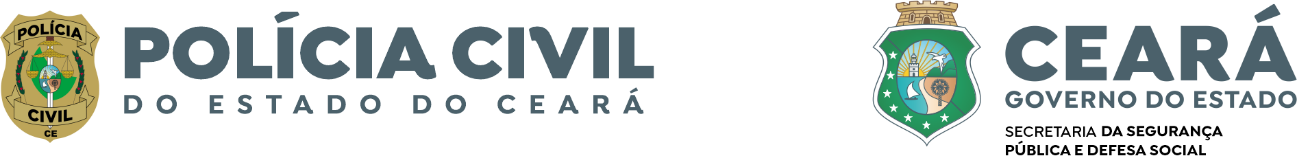 POLÍCIA
CIVIL
CE
POLÍCIA CIVIL
DO ESTADO DO CEARÁ
CEARÁ
GOVERNO DO ESTADO
SECRETARIA DA SEGURANÇA
PÚBLICA E DEFESA SOCIAL